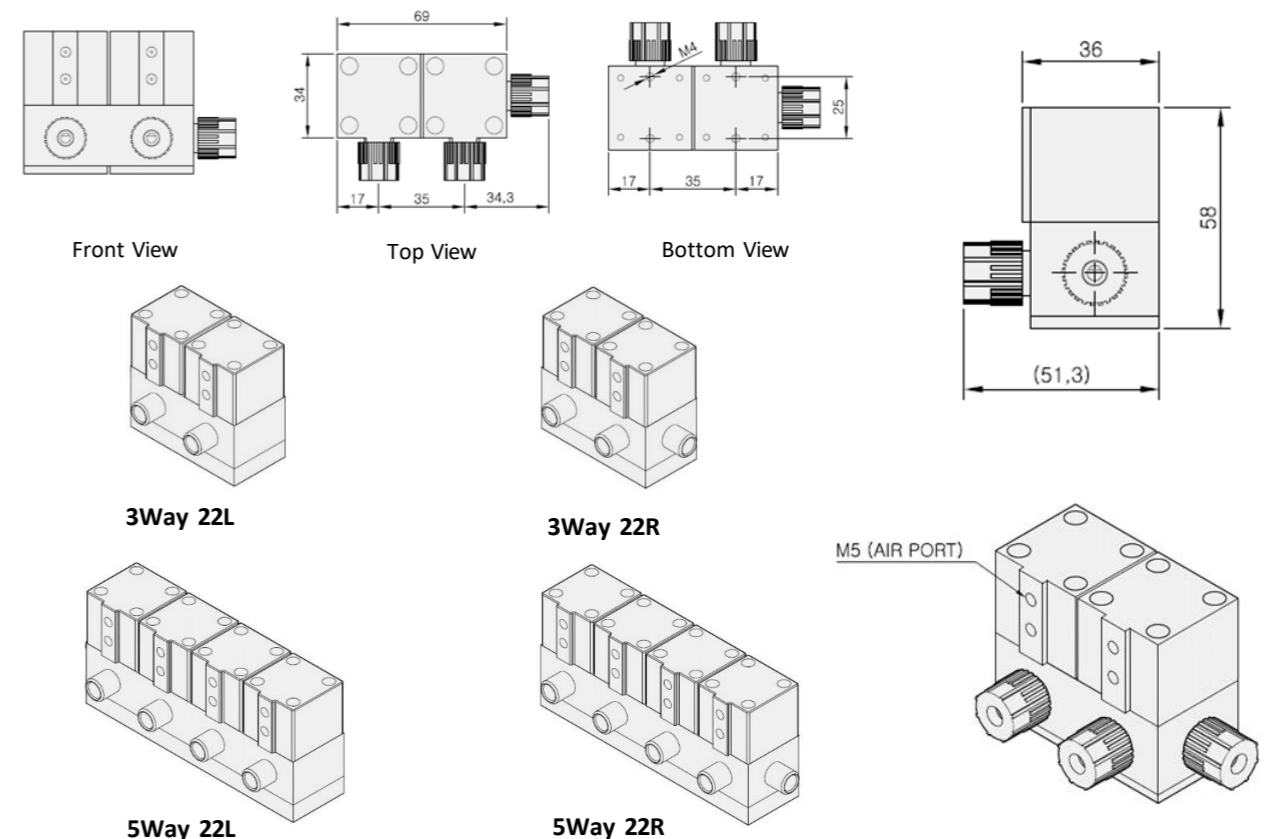 69
34
17
35
34,3
M4
25
17
35
17
36
58
(51,3)
Front View
Top View
Bottom View
3Way 22L
3Way 22R
M5 (AIR PORT)
5Way 22L
5Way 22R